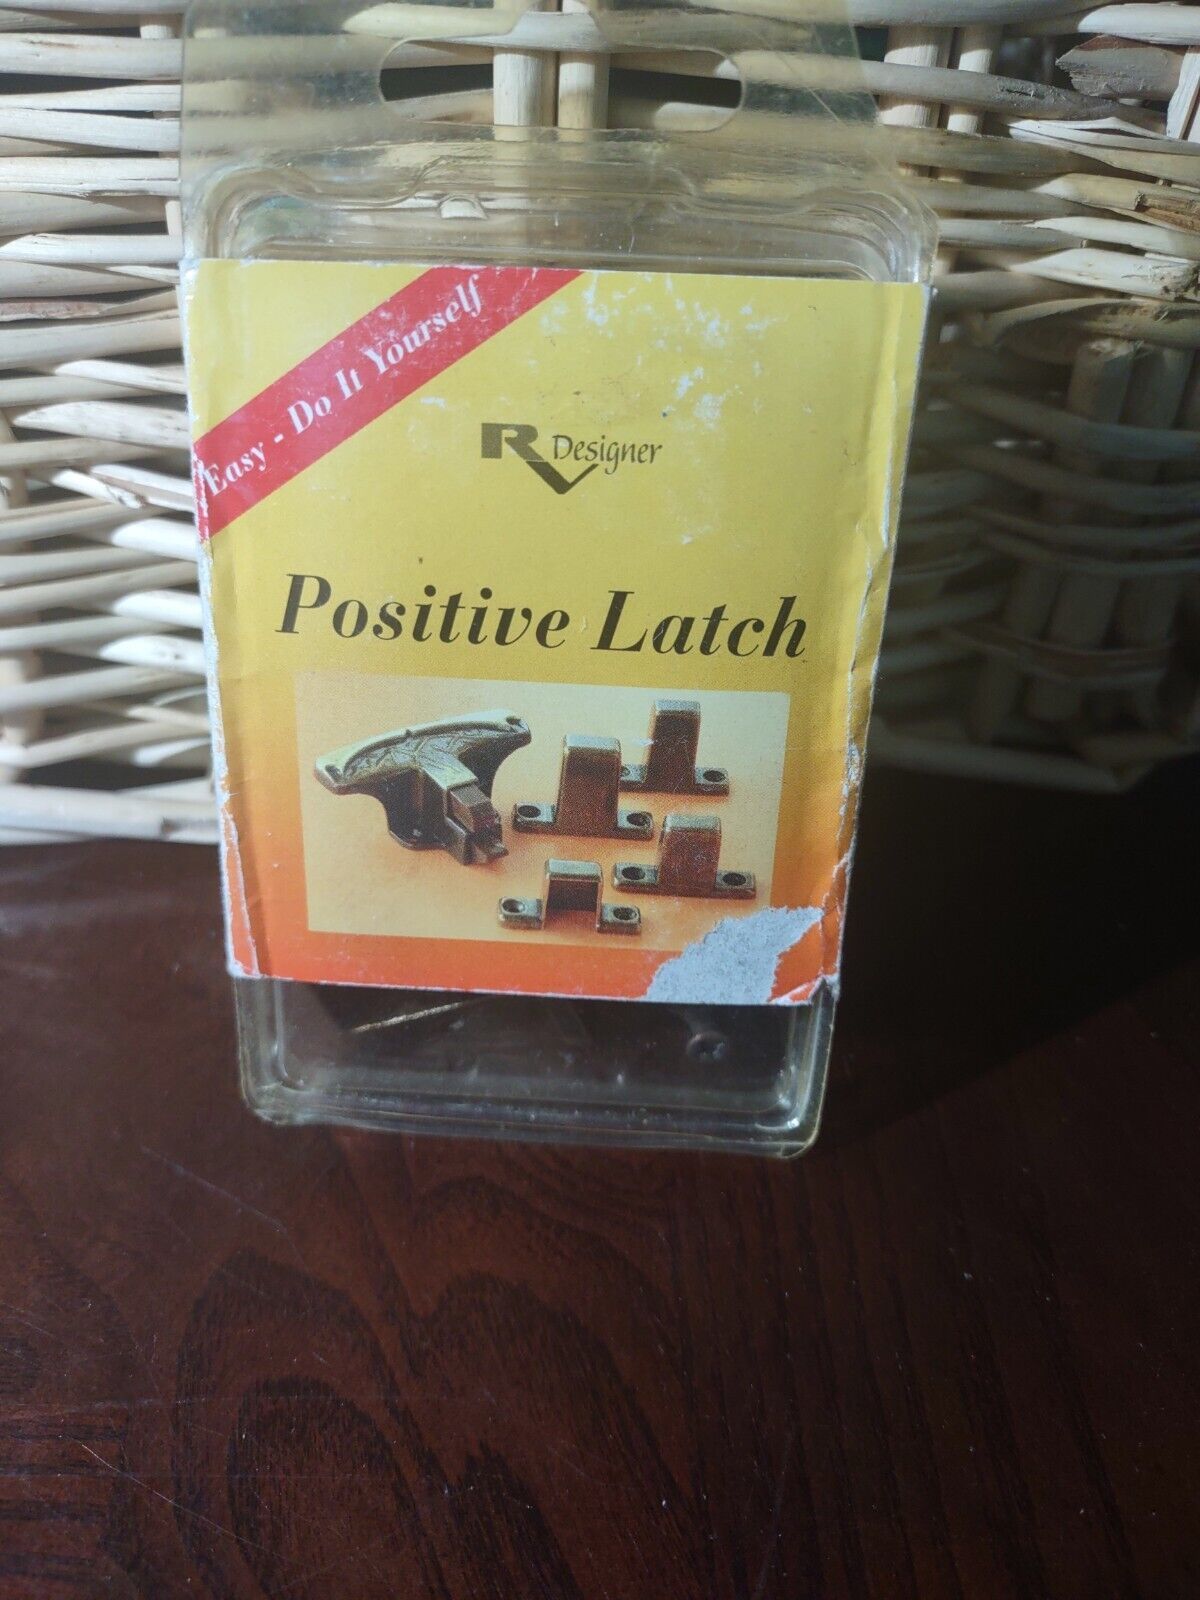 Easy - Do It Yourself
RV Designer
Positive Latch